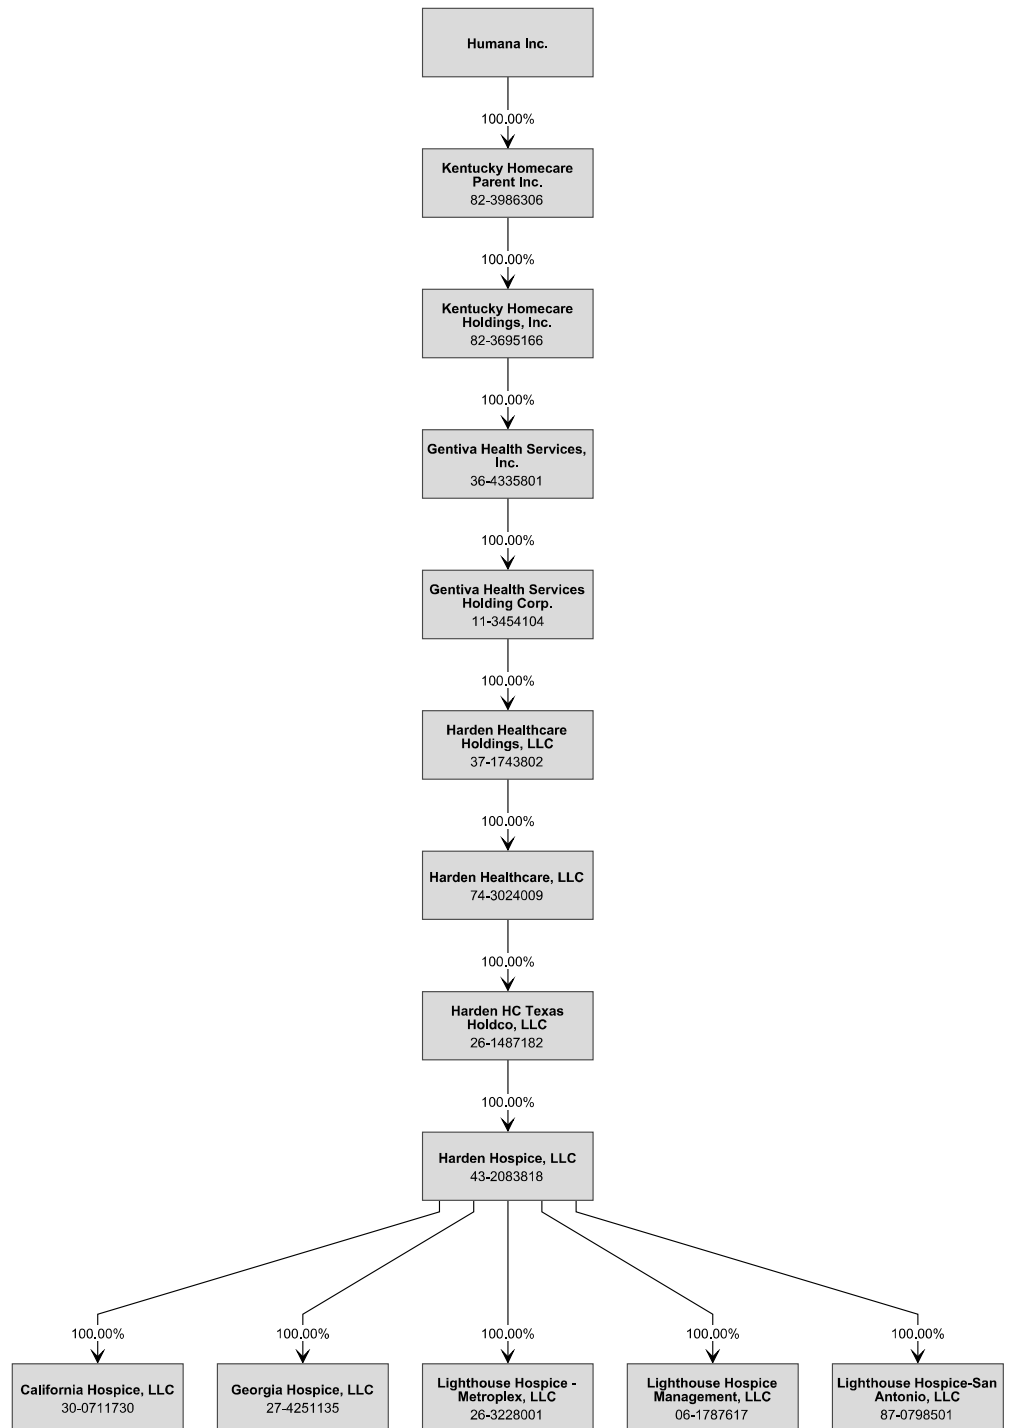 Humana Inc.
100.00%
Kentucky Homecare
Parent Inc.
82-3986306
100.00%
Kentucky Homecare
Holdings, Inc.
82-3695166
100.00%
Gentiva Health Services,
Inc.
36-4335801
100.00%
Gentiva Health Services
Holding Corp.
11-3454104
100.00%
Harden Healthcare
Holdings, LLC
37-1743802
100.00%
Harden Healthcare, LLC
74-3024009
100.00%
Harden HC Texas
Holdco, LLC
26-1487182
100.00%
Harden Hospice, LLC
43-2083818
100.00%
California Hospice, LLC
30-0711730
100.00%
Georgia Hospice, LLC
27-4251135
100.00%
Lighthouse Hospice -
Metroplex, LLC
26-3228001
100.00%
Lighthouse Hospice
Management, LLC
06-1787617
100.00%
Lighthouse Hospice-San
Antonio, LLC
87-0798501